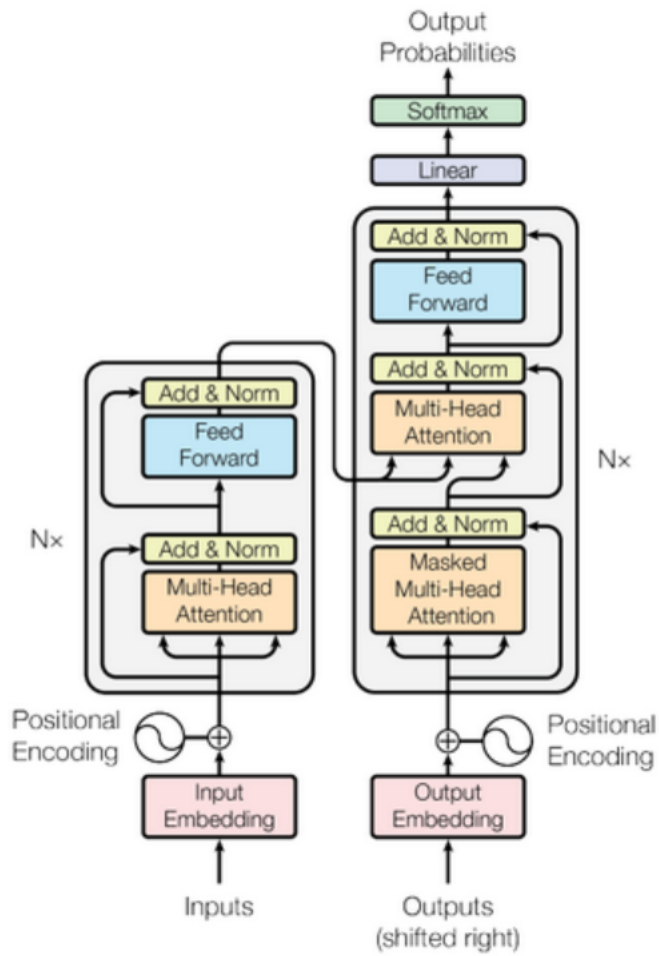 Output
Probabilities
Softmax
Linear
Add & Norm
Feed
Forward
Add & Norm
Multi-Head
Attention
Add & Norm
Masked
Multi-Head
Attention
Nx
Add & Norm
Feed
Forward
Add & Norm
Multi-Head
Attention
Nx
Positional
Encoding
Positional
Encoding
Input
Embedding
Output
Embedding
Inputs
Outputs
(shifted right)